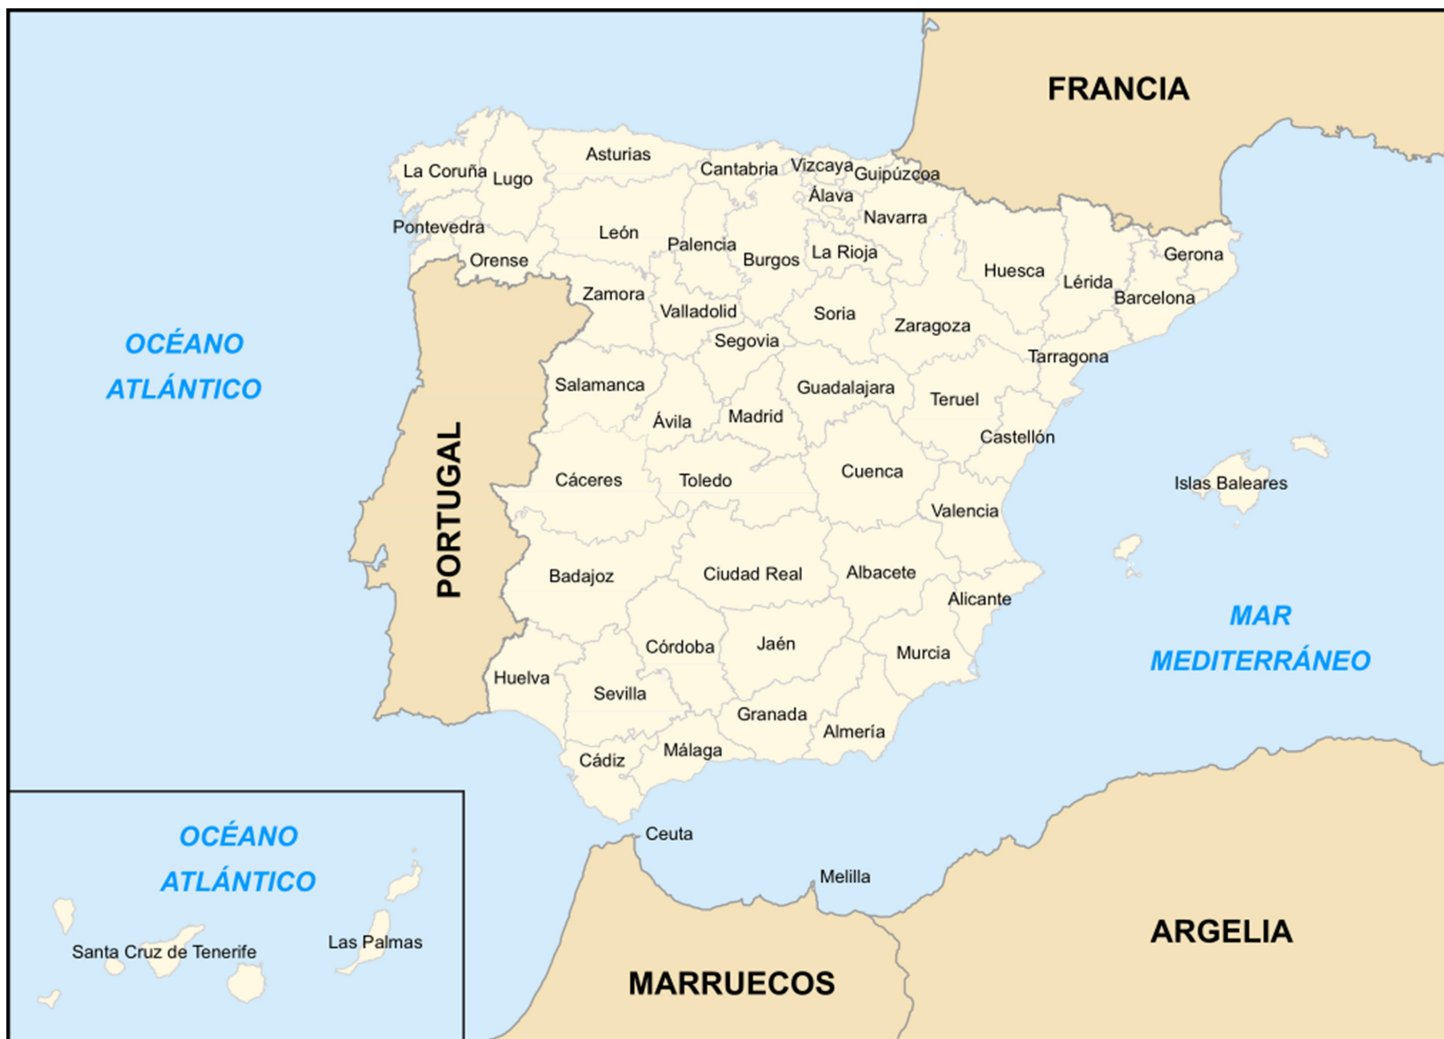 FRANCIA
Asturias
Cantabria
Vizcaya
Guipúzcoa
La Coruña
Lugo
Álava
Navarra
Pontevedra
León
Palencia
Burgos
La Rioja
Orense
Huesca
Lérida
Gerona
Barcelona
Zamora
Valladolid
Soria
Zaragoza
Segovia
Tarragona
OCÉANO
ATLÁNTICO
Salamanca
Ávila
Madrid
Guadalajara
Teruel
Castellón
PORTUGAL
Cáceres
Toledo
Cuenca
Valencia
Islas Baleares
Badajoz
Ciudad Real
Albacete
Alicante
MAR
MEDITERRÁNEO
Córdoba
Jaén
Murcia
Huelva
Sevilla
Granada
Almería
Cádiz
Málaga
Ceuta
Melilla
OCÉANO
ATLÁNTICO
Santa Cruz de Tenerife
Las Palmas
MARRUECOS
ARGELIA